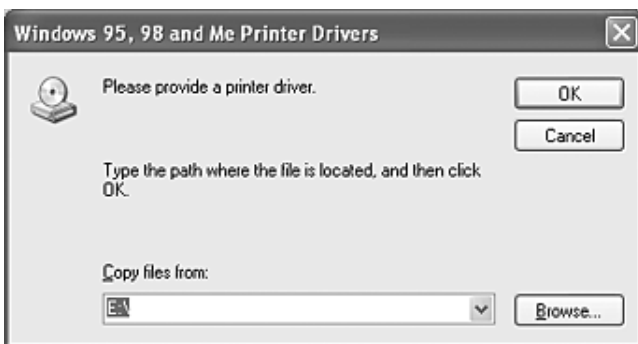 Windows 95, 98 and Me Printer Drivers
Please provide a printer driver.
OK
Cancel
Type the path where the file is located, and then click
OK.
Copy files from:
E:\
Browse...